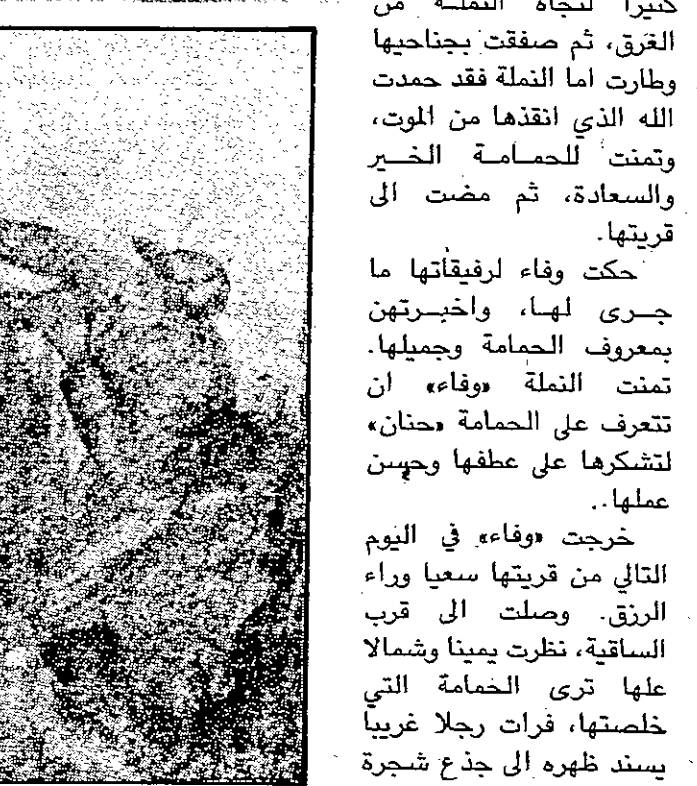 كثيرا لنجاة النملة من
الغرق، ثم صفقت بجناحيها
وطارت اما النملة فقد حمدت
الله الذي انقذها من الموت،
وتمنت للحمامة الخير
والسعادة، ثم مضت الى
قريتها.
حكت وفاء لرفيقاتها ما
جرى لها، واخبرتهن
بمعروف الحمامة وجميلها.
تمنت النملة «وفاء» ان
تتعرف على الحمامة «حنان»
لتشكرها على عطفها وحسن
عملها..
خرجت «وفاء» في اليوم
التالي من قريتها سعيا وراء
الرزق. وصلت الى قرب
الساقية، نظرت يمينا وشمالا
علها ترى الحمامة التي
خلصتها، فرات رجلا غريبا
يسند ظهره الى جذع شجرة